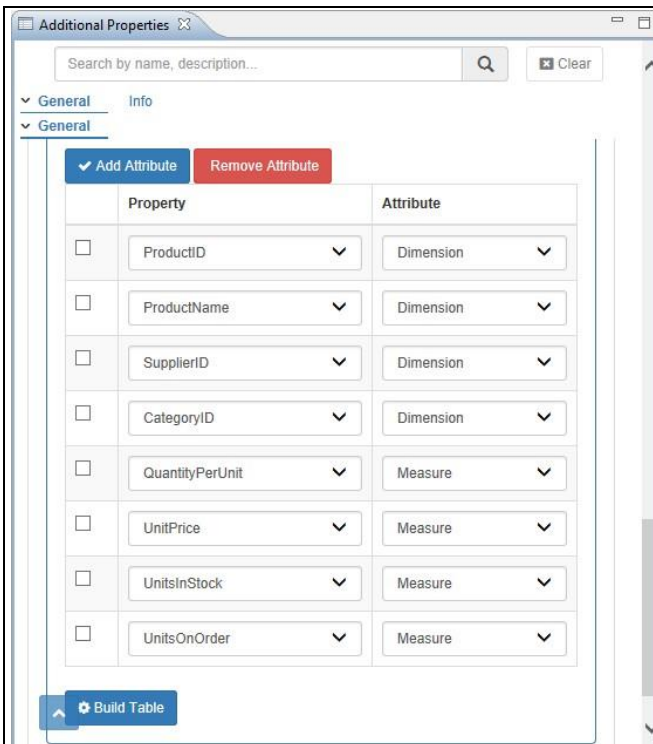 Additional Properties
Search by name, description...
Clear
General Info
General
Add Attribute Remove Attribute
Property Attribute
ProductID Dimension
ProductName Dimension
SupplierID Dimension
CategoryID Dimension
QuantityPerUnit Measure
UnitPrice Measure
UnitsInStock Measure
UnitsOnOrder Measure
Build Table